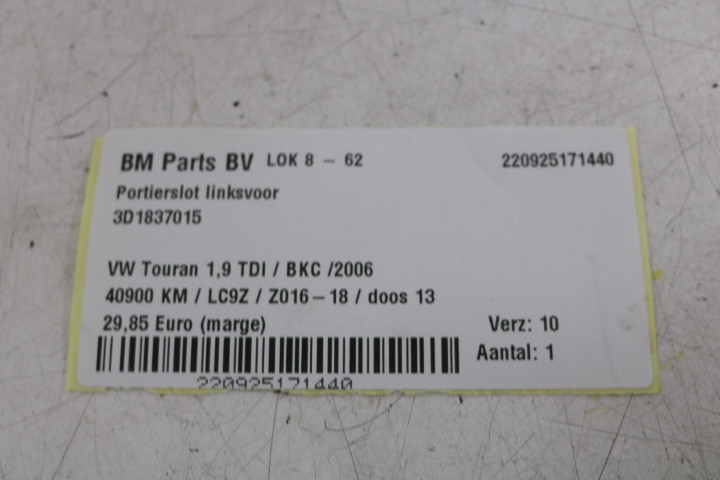 BM Parts BV LOK 8 - 62 220925171440
Portierslot linksvoor
3D1837015
VW Touran 1,9 TDI / BKC /2006
40900 KM / LC9Z / Z016-18 / doos 13
29,85 Euro (marge) Verz: 10
Aantal: 1
220925171440